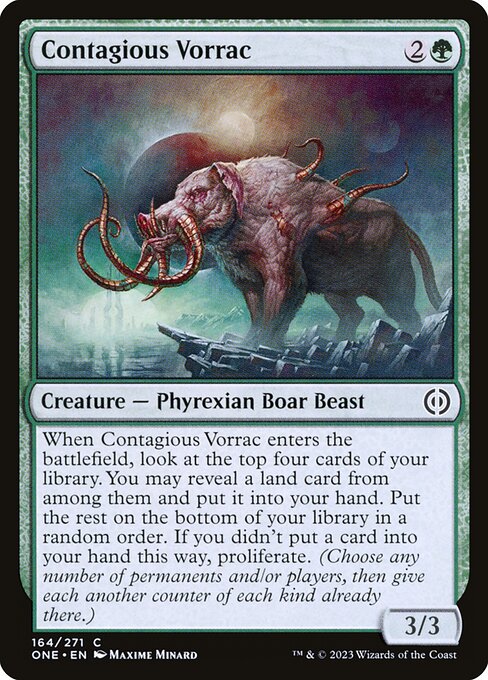 Contagious Vorrac 2
Creature — Phyrexian Boar Beast
When Contagious Vorrac enters the
battlefield, look at the top four cards of your
library. You may reveal a land card from
among them and put it into your hand. Put
the rest on the bottom of your library in a
random order. If you didn't put a card into
your hand this way, proliferate. (Choose any
number of permanents and/or players, then give
each another counter of each kind already
there.)
3/3
164/271 C
ONE • EN Maxime Minard
™ & © 2023 Wizards of the Coast